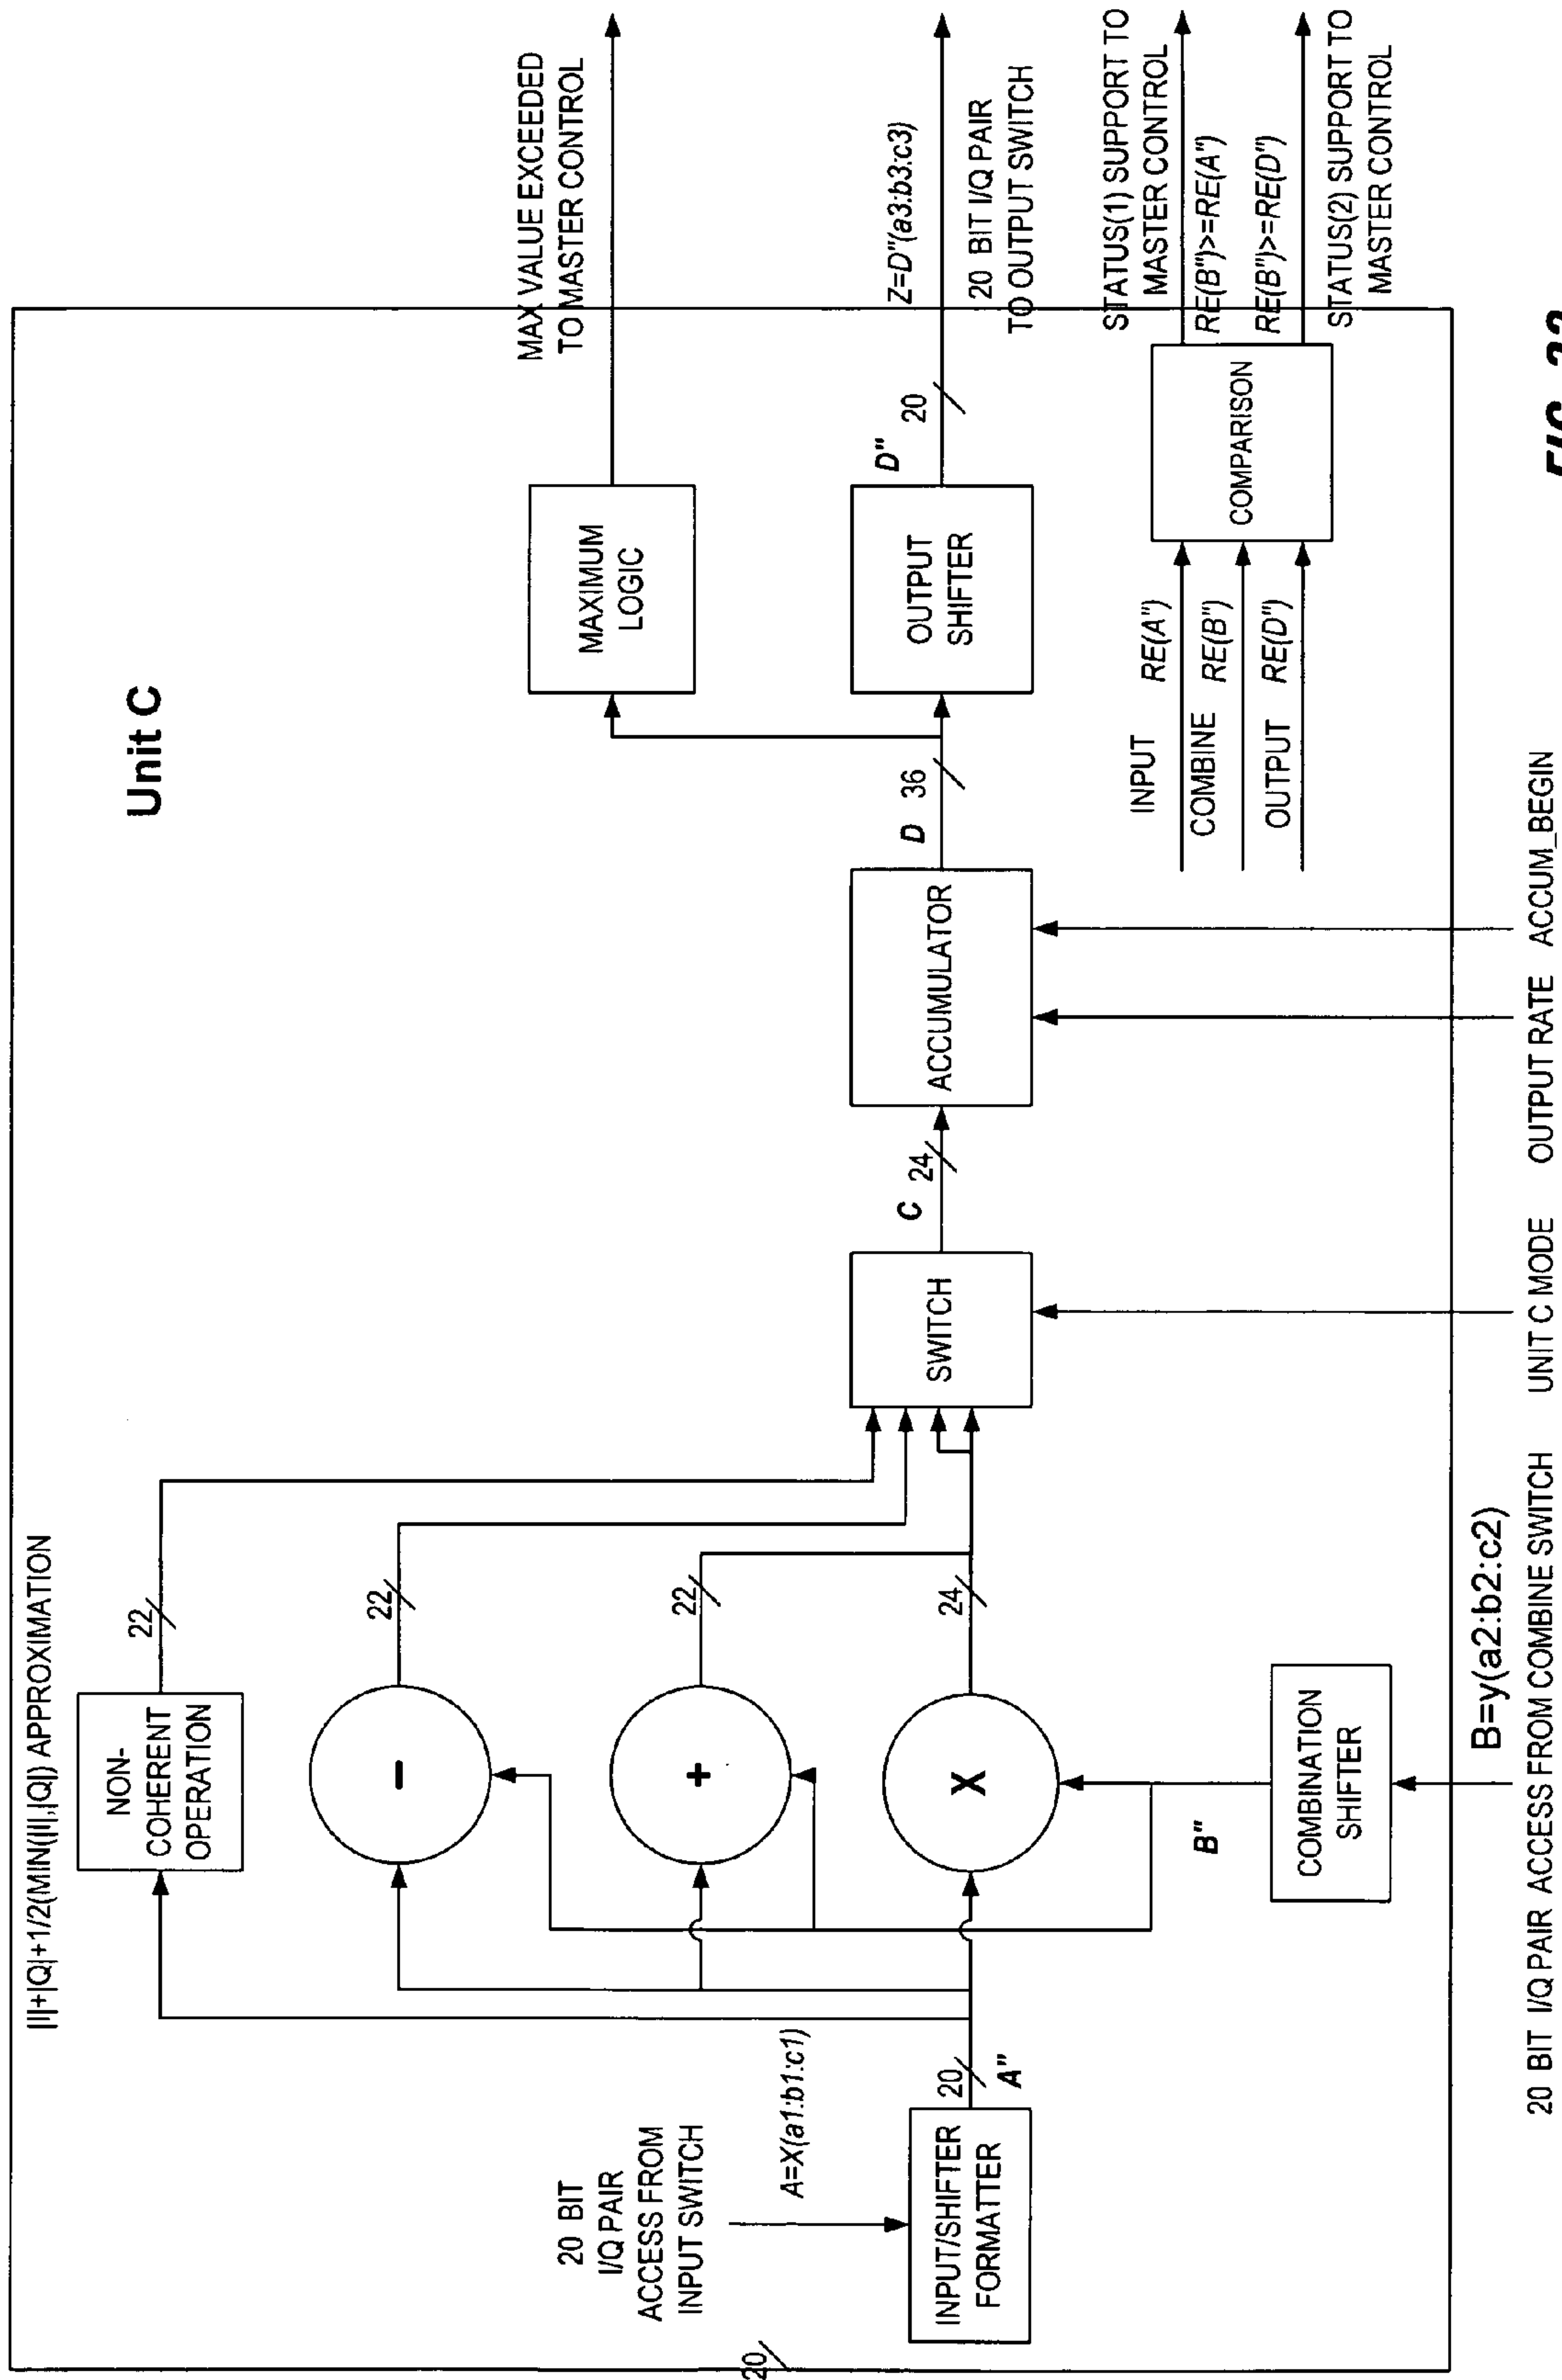 Unit C
|I|+|Q|+1/2(MIN(|I|,|Q|) APPROXIMATION
NON-
COHERENT
OPERATION
22
-
22
+
22
X
24
20
20 BIT
I/Q PAIR
ACCESS FROM
INPUT SWITCH
A=X(a1:b1:c1)
INPUT/SHIFTER
FORMATTER
20
A"
B"
COMBINATION
SHIFTER
B=y(a2:b2:c2)
20 BIT I/Q PAIR ACCESS FROM COMBINE SWITCH
SWITCH
UNIT C MODE
C
24
ACCUMULATOR
OUTPUT RATE
ACCUM_BEGIN
D
36
MAXIMUM
LOGIC
MAX VALUE EXCEEDED
TO MASTER CONTROL
OUTPUT
SHIFTER
D"
20
Z=D"(a3:b3:c3)
20 BIT I/Q PAIR
TO OUTPUT SWITCH
INPUT
RE(A")
COMBINE
RE(B")
OUTPUT
RE(D")
COMPARISON
STATUS(1) SUPPORT TO
MASTER CONTROL
RE(B")>=RE(A")
RE(B")>=RE(D")
STATUS(2) SUPPORT TO
MASTER CONTROL